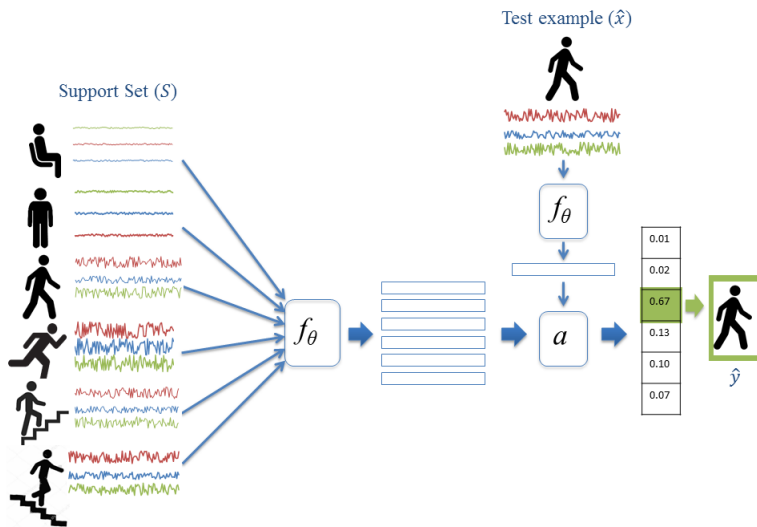 Test example (x̂)
Support Set (S)
f_θ
f_θ
a
0.01
0.02
0.67
0.13
0.10
0.07
ŷ